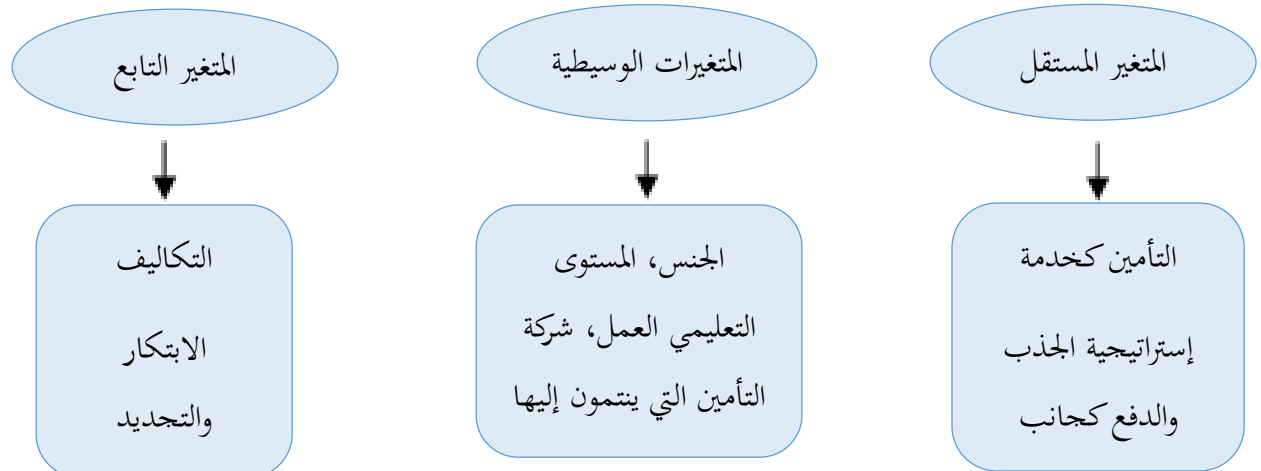 المتغير المستقل
المتغيرات الوسيطية
المتغير التابع
التأمين كخدمة
إستراتيجية الجذب
والدفع كجانب
الجنس، المستوى
التعليمي العمل، شركة
التأمين التي ينتمون إليها
التكاليف
الابتكار
والتجديد